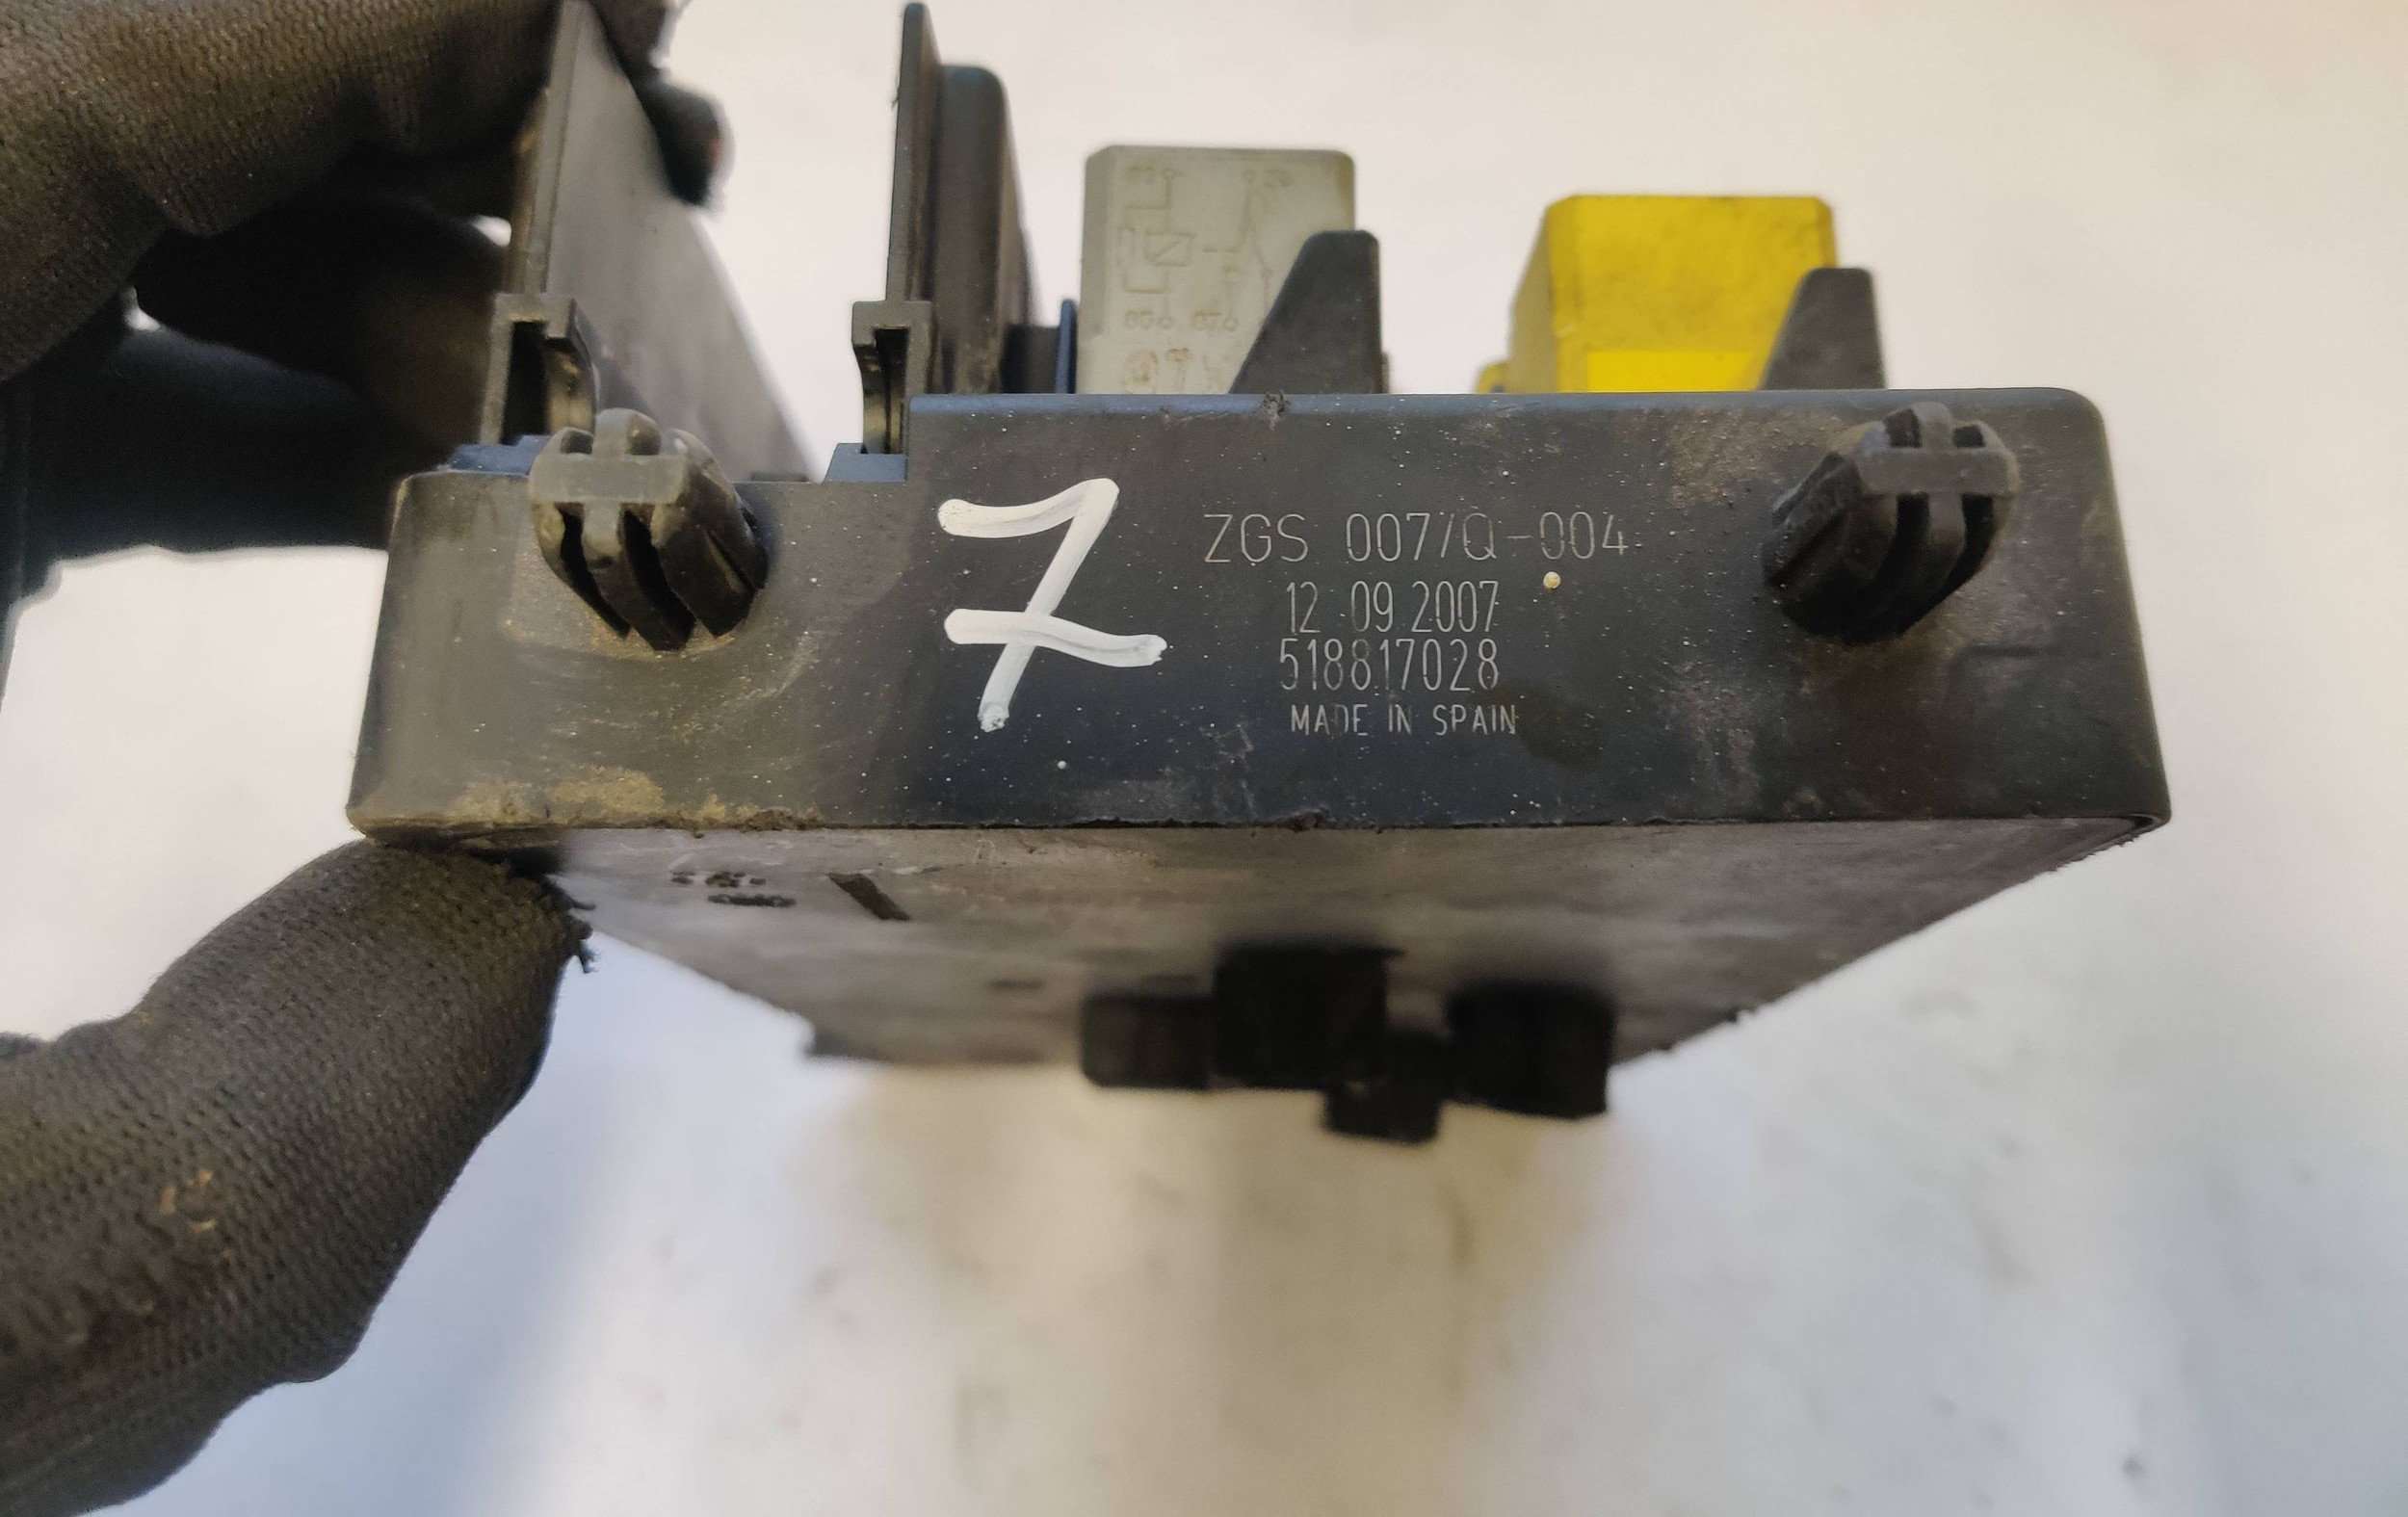 7
ZGS 007/Q-004
12.09.2007
518817028
MADE IN SPAIN